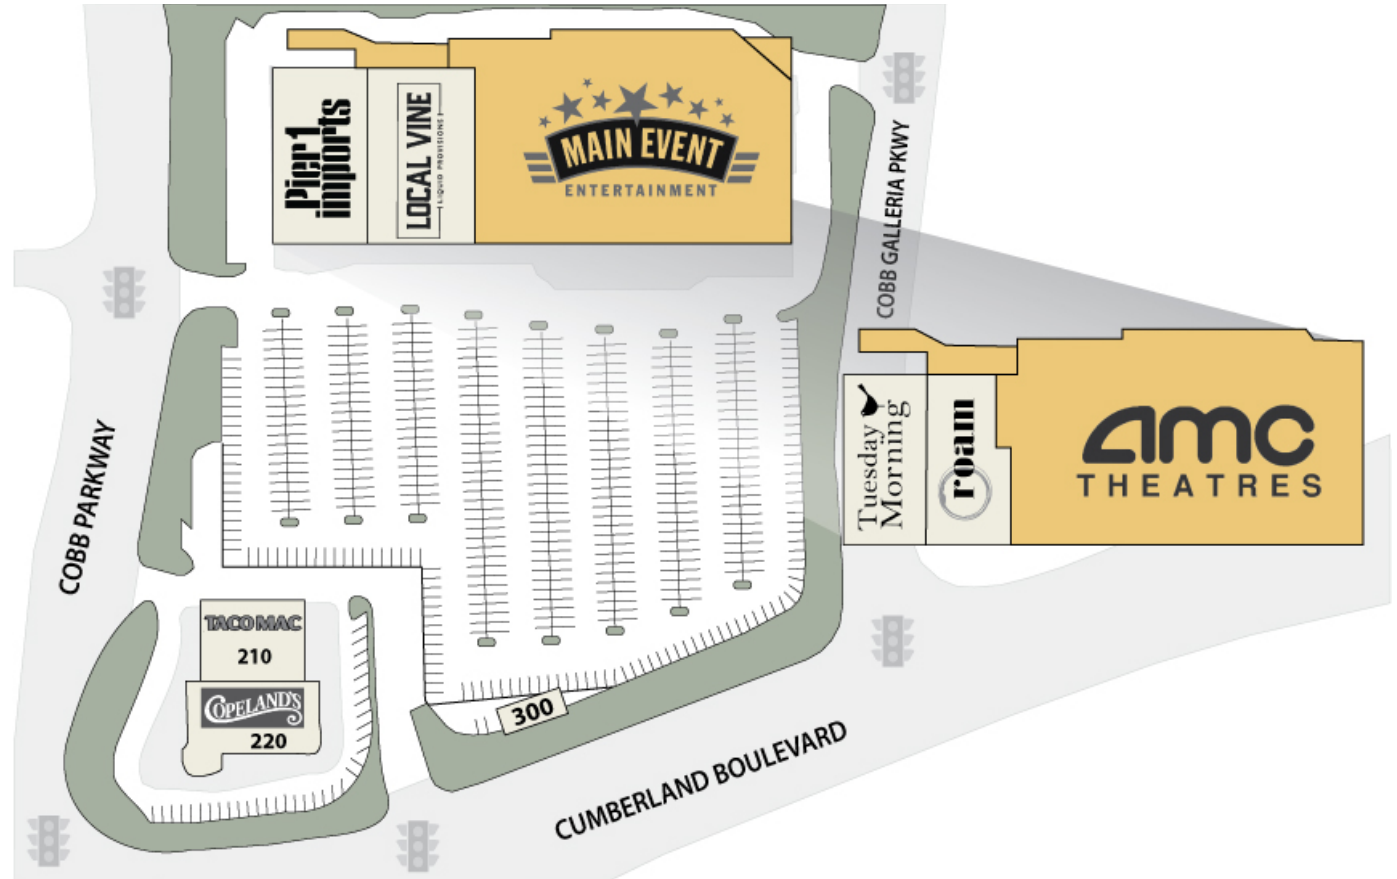 Pier 1
imports
LOCAL VINE
LIQUID PROVISIONS
MAIN EVENT
ENTERTAINMENT
COBB GALLERIA PKWY
Tuesday
Morning
roam
amc
THEATRES
COBB PARKWAY
TACO MAC
210
COPELAND'S
220
300
CUMBERLAND BOULEVARD